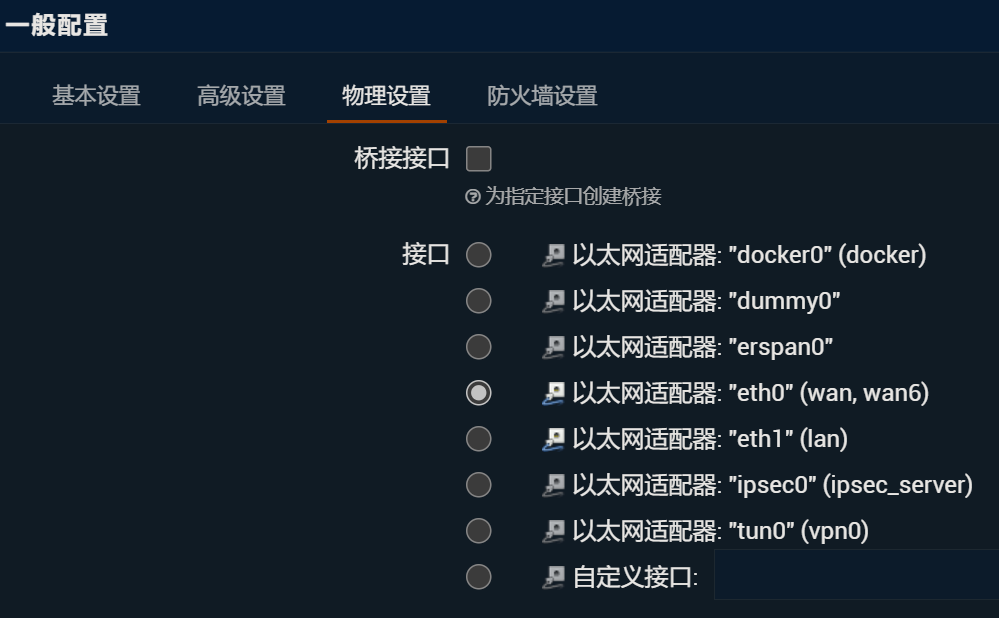 一般配置
基本设置 高级设置 物理设置 防火墙设置
桥接接口
为指定接口创建桥接
接口 以太网适配器: "docker0" (docker)
以太网适配器: "dummy0"
以太网适配器: "erspan0"
以太网适配器: "eth0" (wan, wan6)
以太网适配器: "eth1" (lan)
以太网适配器: "ipsec0" (ipsec_server)
以太网适配器: "tun0" (vpn0)
自定义接口: